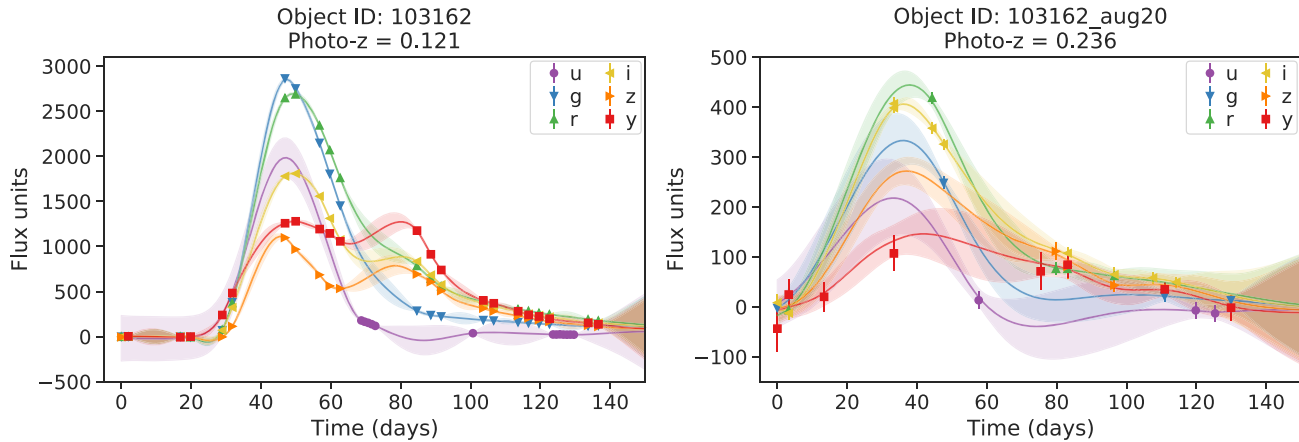 Object ID: 103162
Photo-z = 0.121
3000
2500
2000
1500
1000
500
0
−500
Flux units
u
g
r
i
z
y
0 20 40 60 80 100 120 140
Time (days)
Object ID: 103162_aug20
Photo-z = 0.236
500
400
300
200
100
0
−100
Flux units
u
g
r
i
z
y
0 20 40 60 80 100 120 140
Time (days)